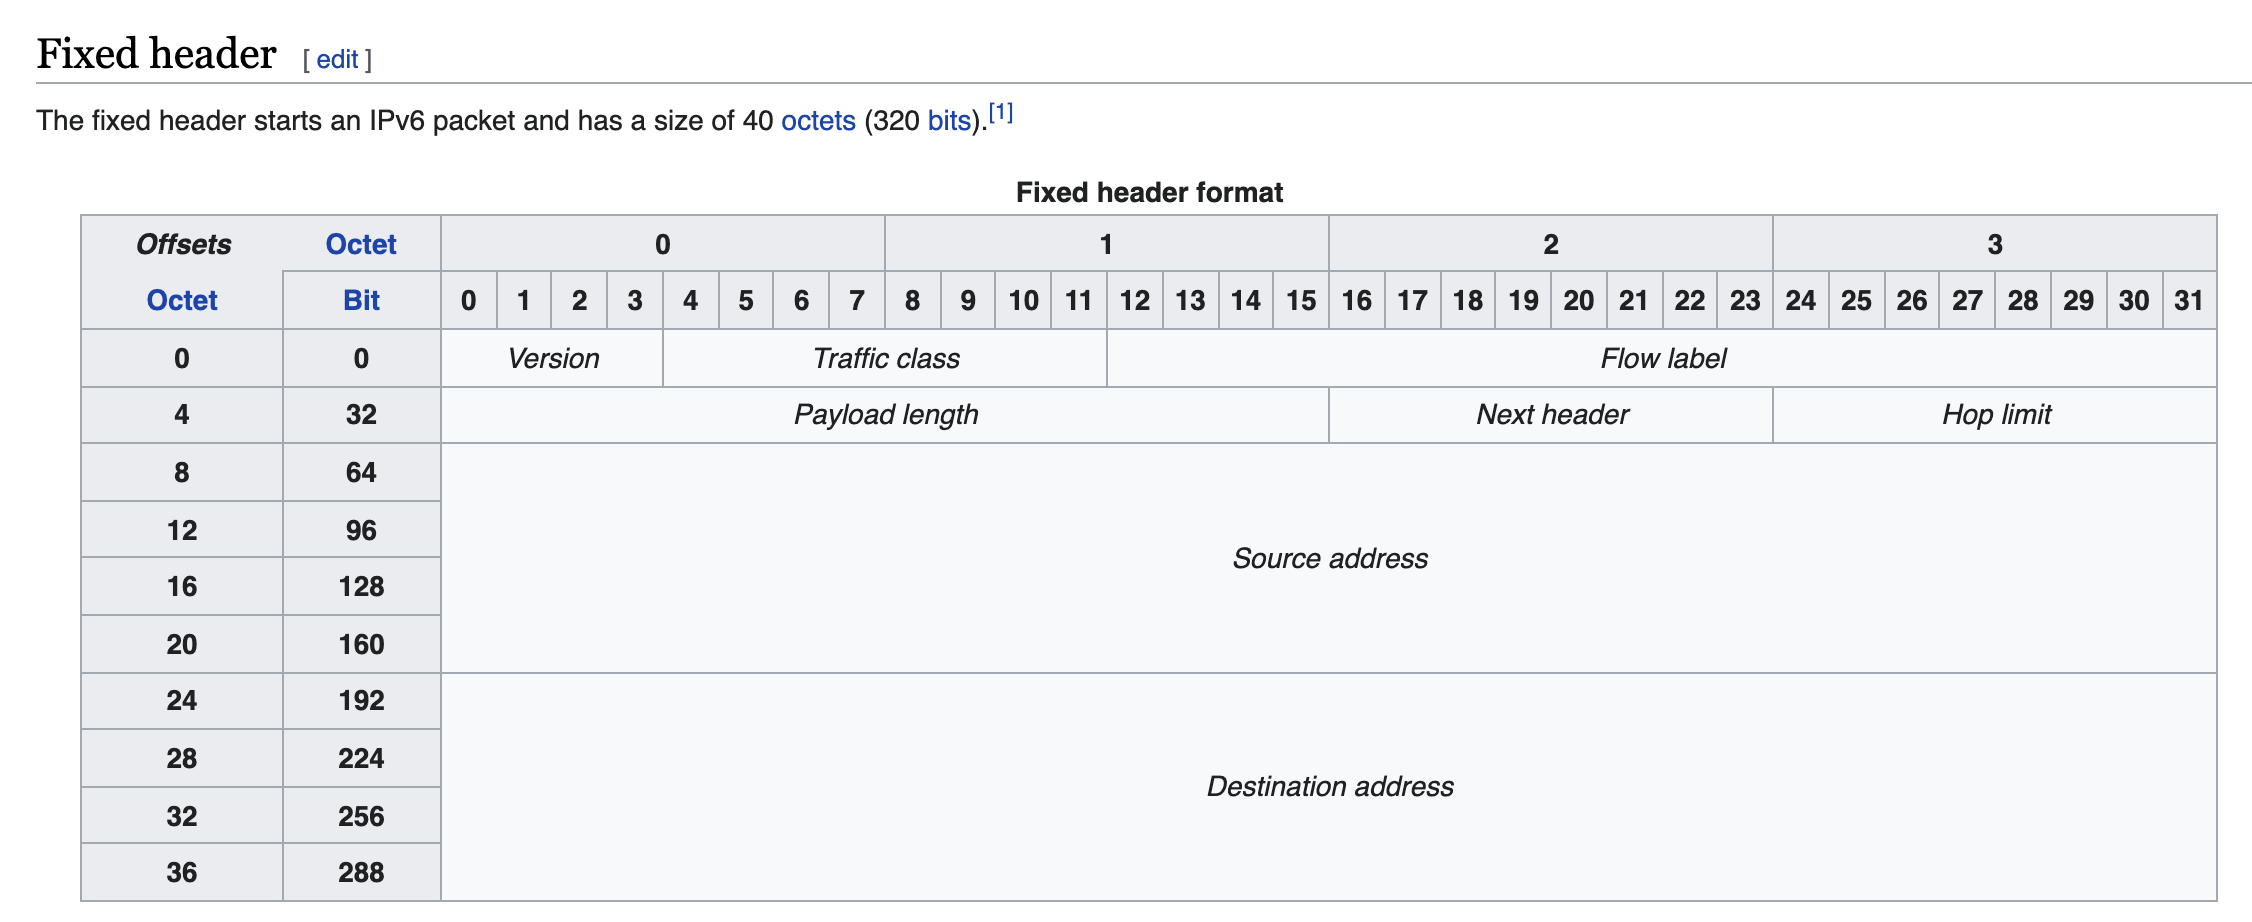 Fixed header [ edit ]
The fixed header starts an IPv6 packet and has a size of 40 octets (320 bits).[1]
Fixed header format
Offsets Octet 0 1 2 3
Octet Bit 0 1 2 3 4 5 6 7 8 9 10 11 12 13 14 15 16 17 18 19 20 21 22 23 24 25 26 27 28 29 30 31
0 0 Version Traffic class Flow label
4 32 Payload length Next header Hop limit
8 64
12 96
Source address
16 128
20 160
24 192
28 224
Destination address
32 256
36 288